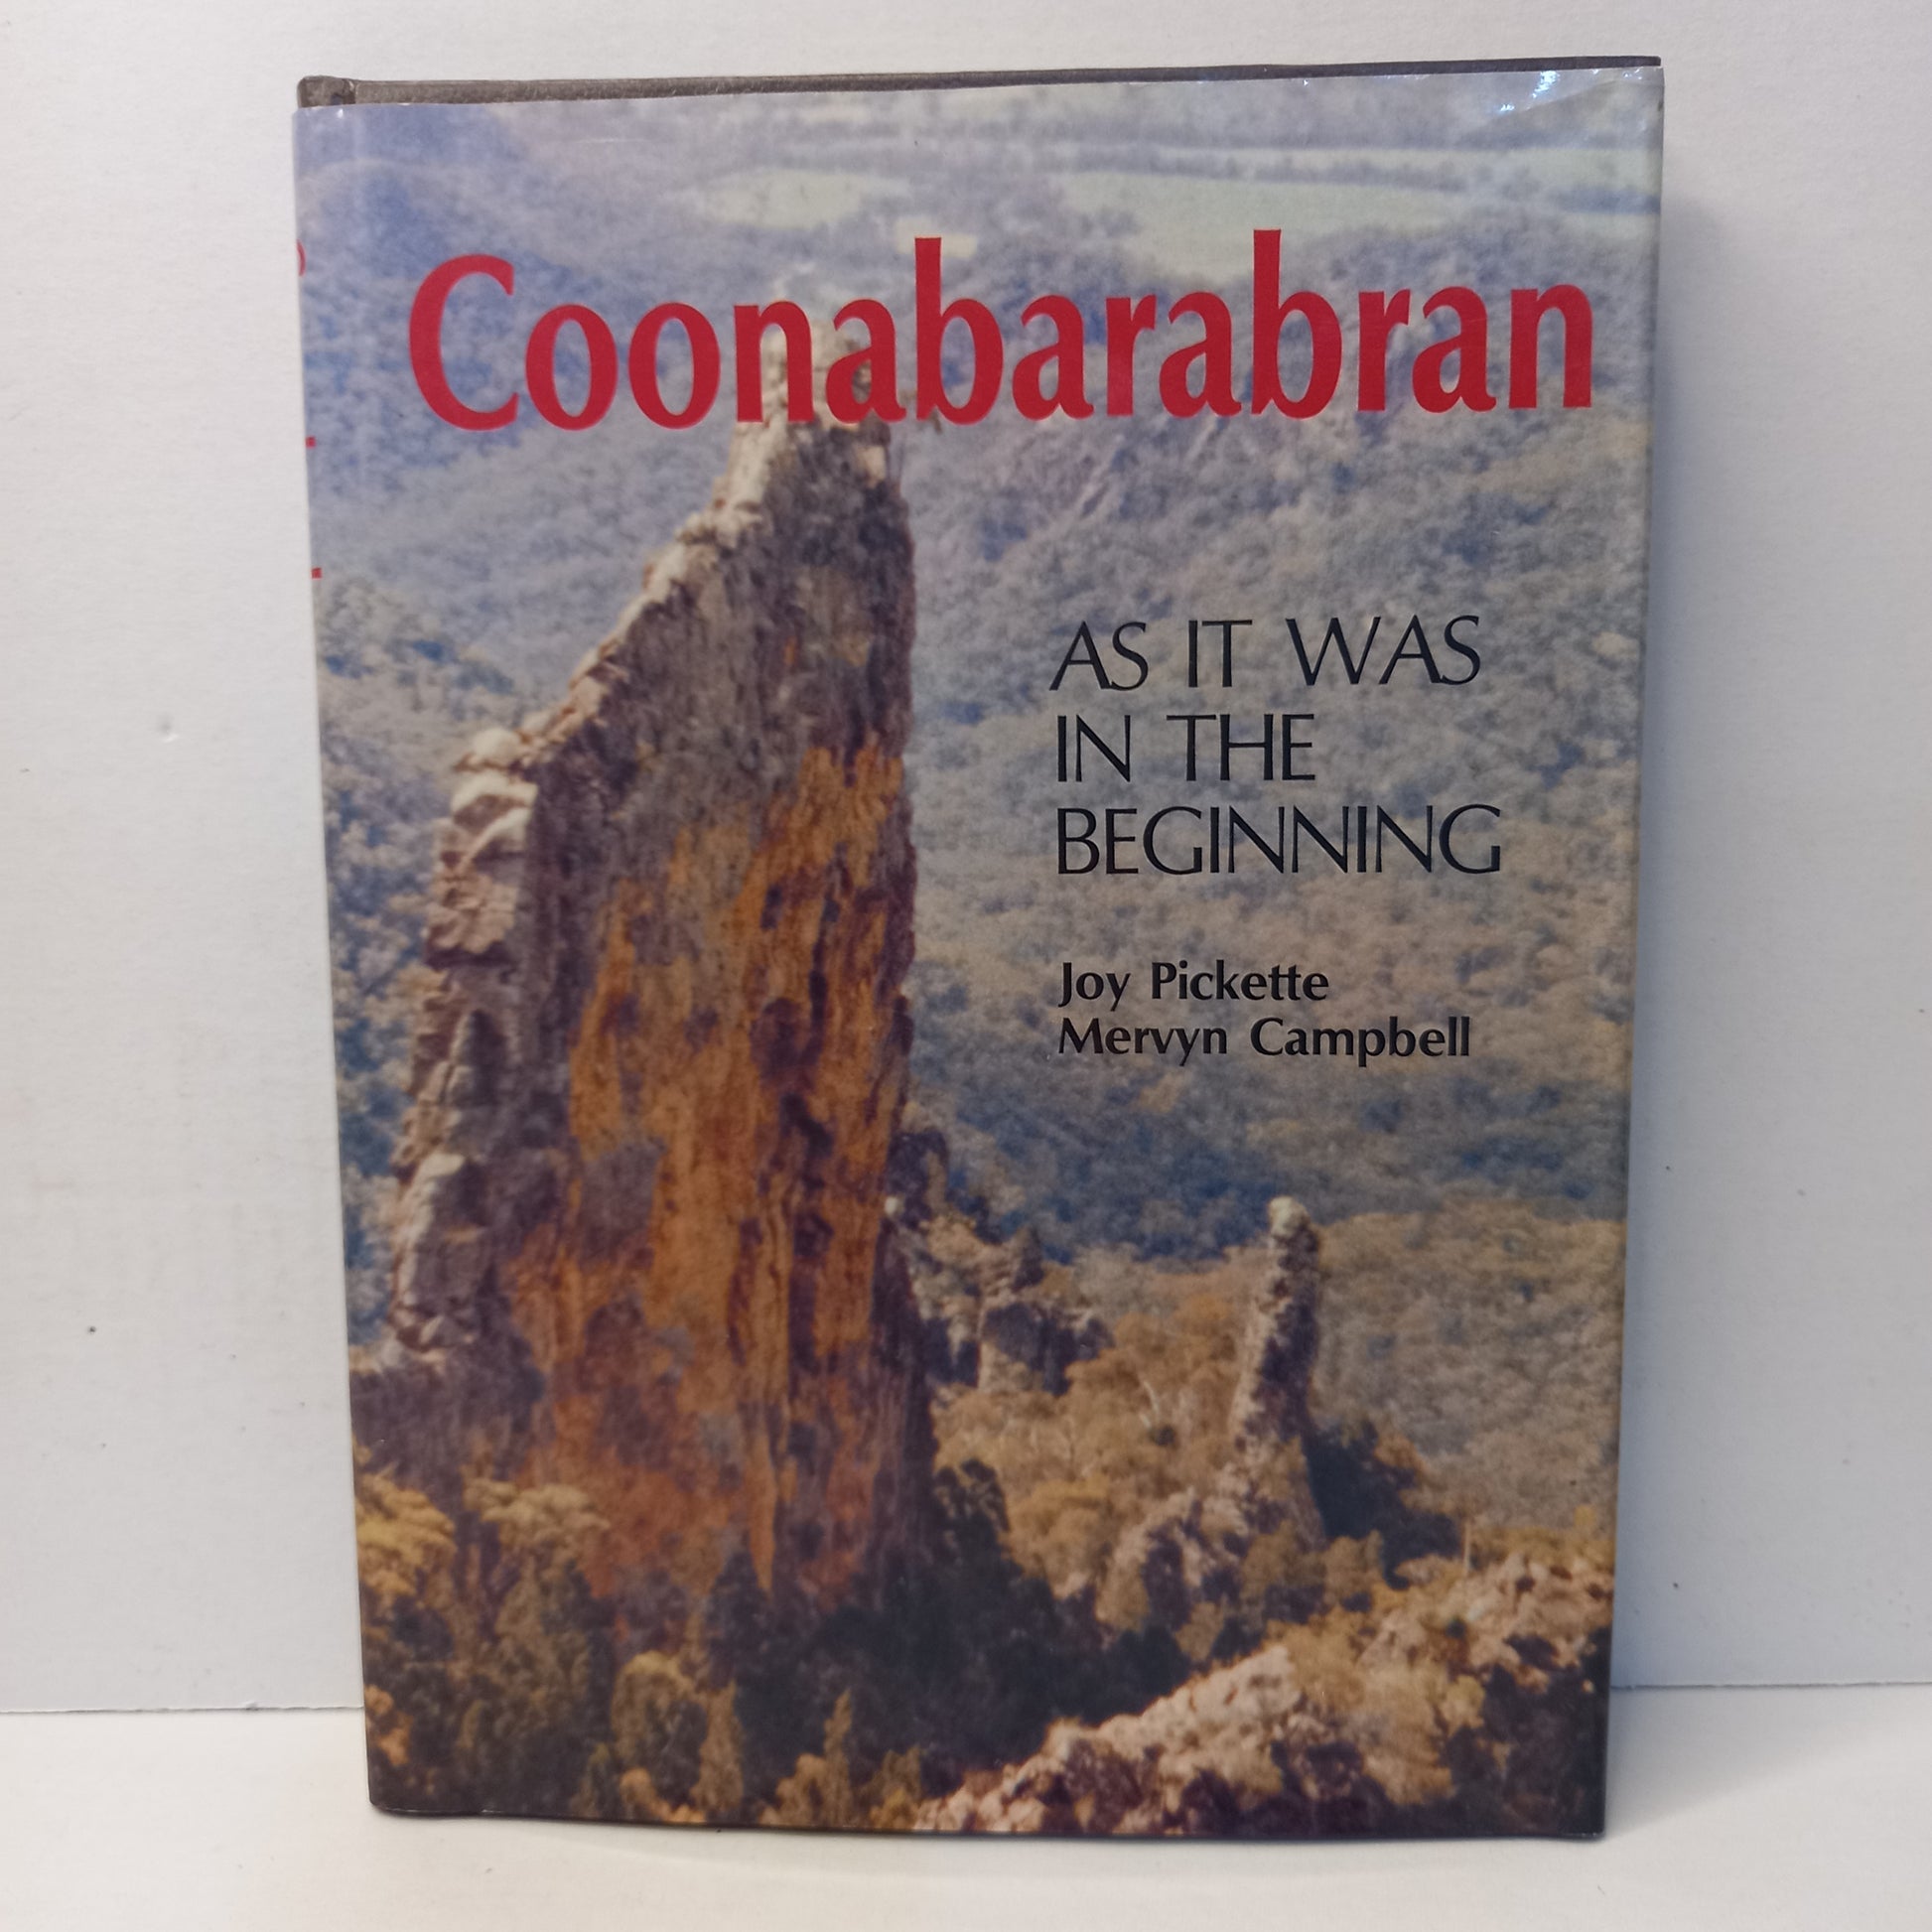 Coonabarabran
AS IT WAS
IN THE
BEGINNING
Joy Pickette
Mervyn Campbell